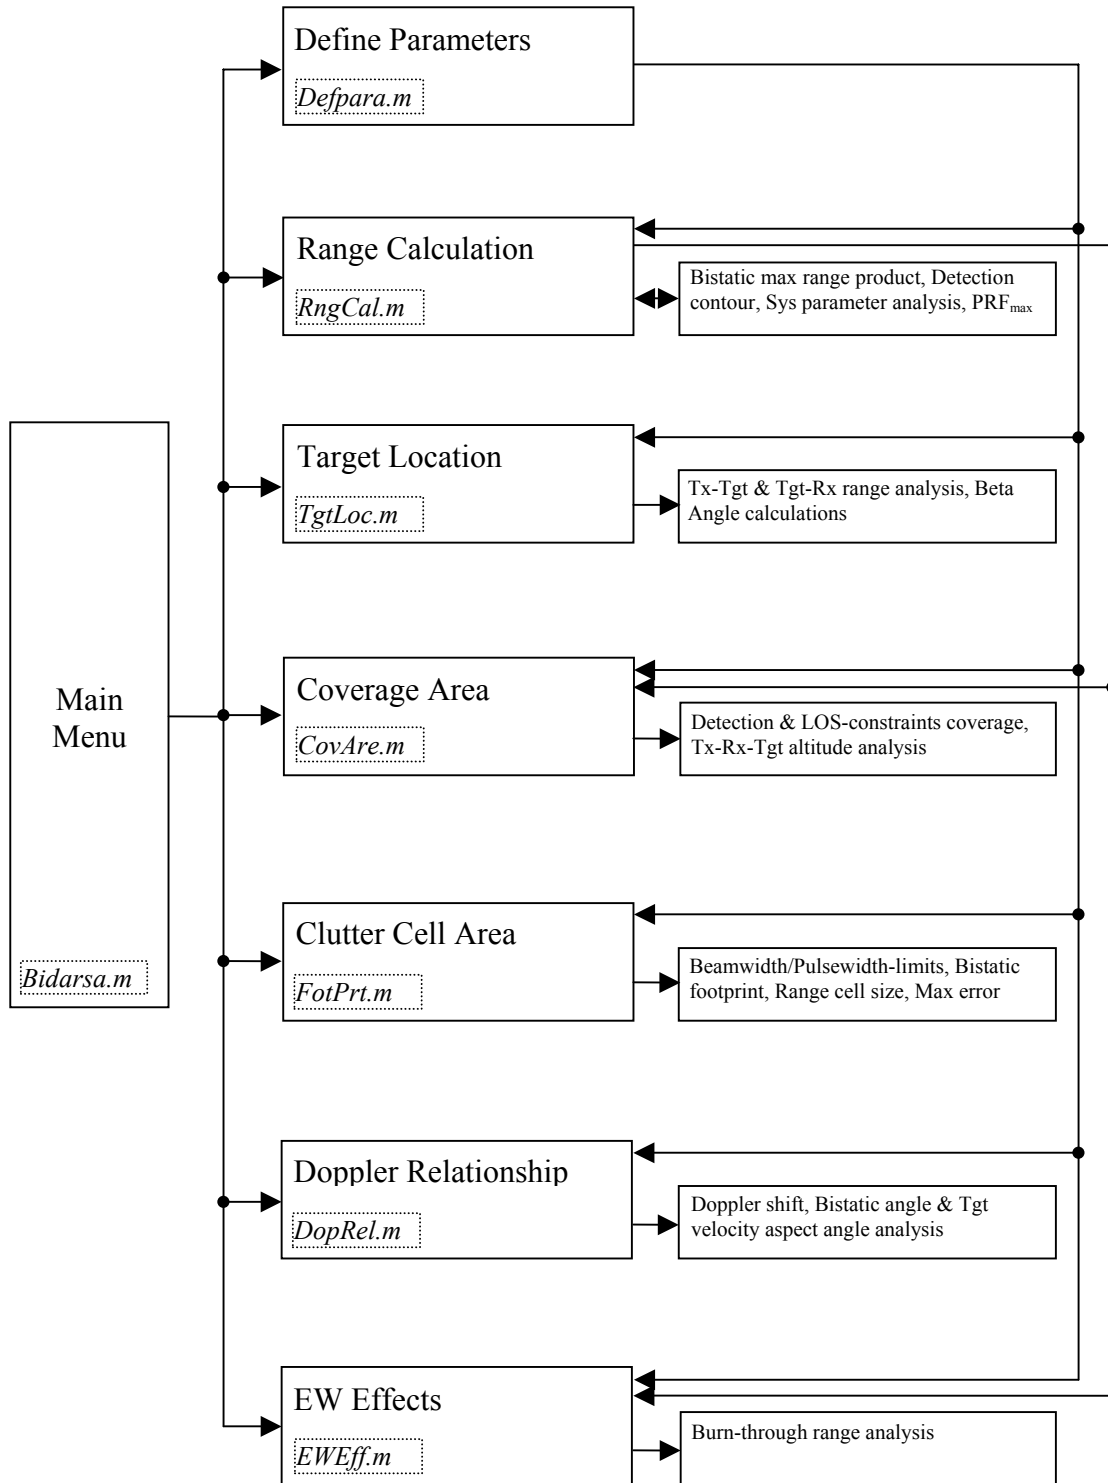 Define Parameters
Defpara.m
Range Calculation
RngCal.m
Bistatic max range product, Detection
contour, Sys parameter analysis, PRFmax
Target Location
TgtLoc.m
Tx-Tgt & Tgt-Rx range analysis, Beta
Angle calculations
Main
Menu
Bidarsa.m
Coverage Area
CovAre.m
Detection & LOS-constraints coverage,
Tx-Rx-Tgt altitude analysis
Clutter Cell Area
FotPrt.m
Beamwidth/Pulsewidth-limits, Bistatic
footprint, Range cell size, Max error
Doppler Relationship
DopRel.m
Doppler shift, Bistatic angle & Tgt
velocity aspect angle analysis
EW Effects
EWEff.m
Burn-through range analysis